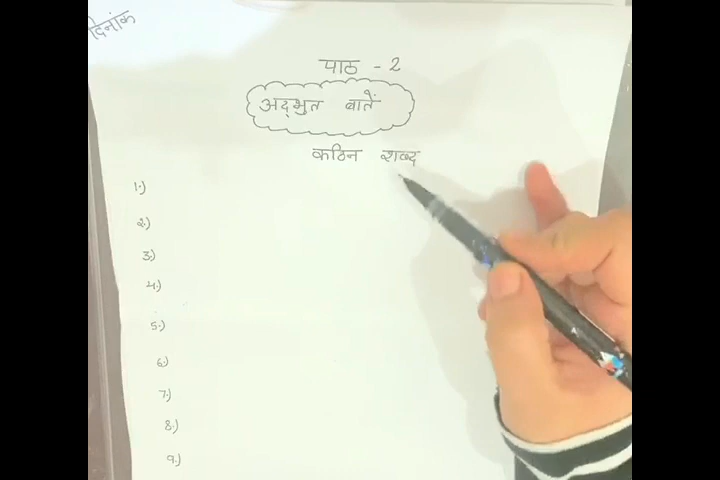 दिनांक
पाठ - 2
अद्भुत बातें
कठिन शब्द
1.)
2.)
3.)
4.)
5.)
6.)
7.)
8.)
9.)